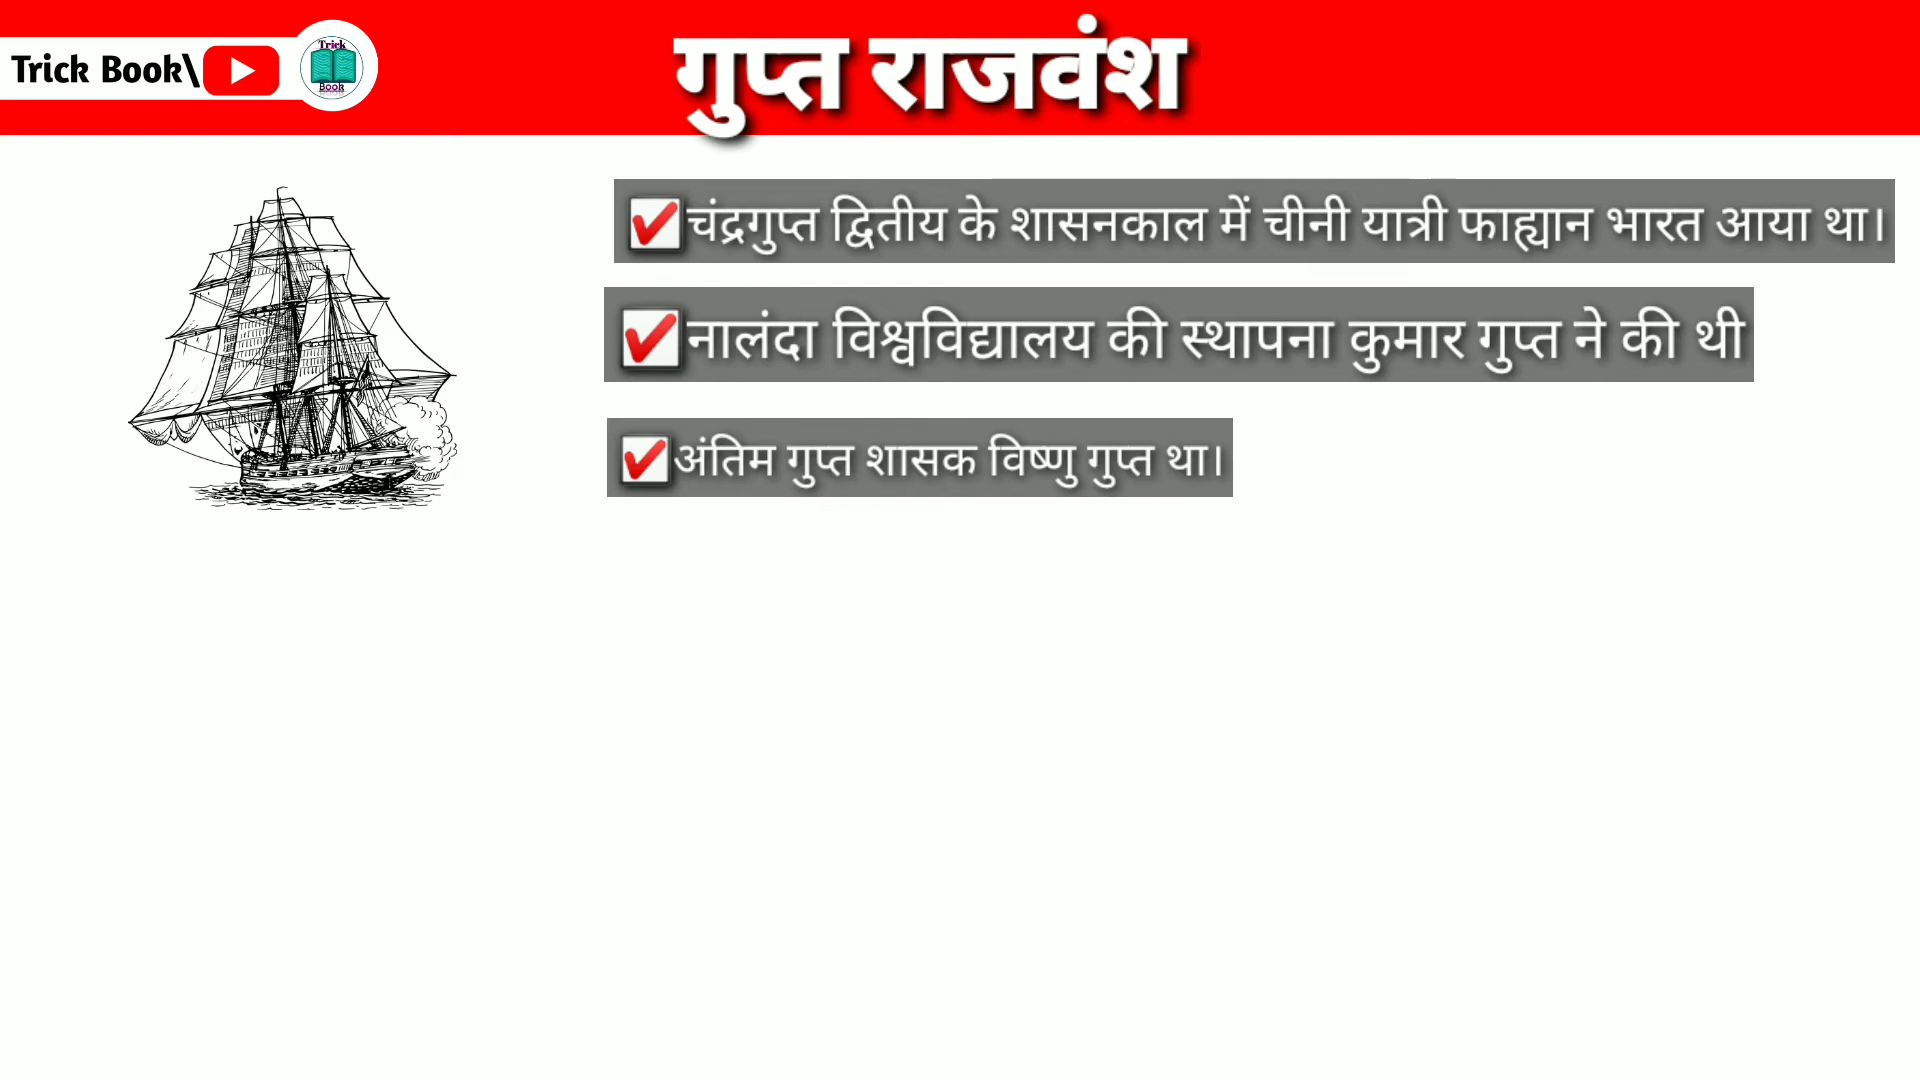 Trick Book\
Trick
Book
गुप्त राजवंश
चंद्रगुप्त द्वितीय के शासनकाल में चीनी यात्री फाह्यान भारत आया था।
नालंदा विश्वविद्यालय की स्थापना कुमार गुप्त ने की थी
अंतिम गुप्त शासक विष्णु गुप्त था।